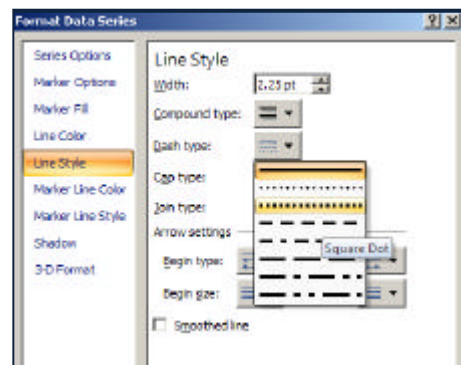 Format Data Series
Series Options
Marker Options
Marker Fill
Line Color
Line Style
Marker Line Color
Marker Line Style
Shadow
3-D Format
Line Style
Width:
2.25 pt
Compound type:
Dash type:
Cap type:
Join type:
Arrow settings
Square Dot
Begin type:
Begin size:
Smoothed line